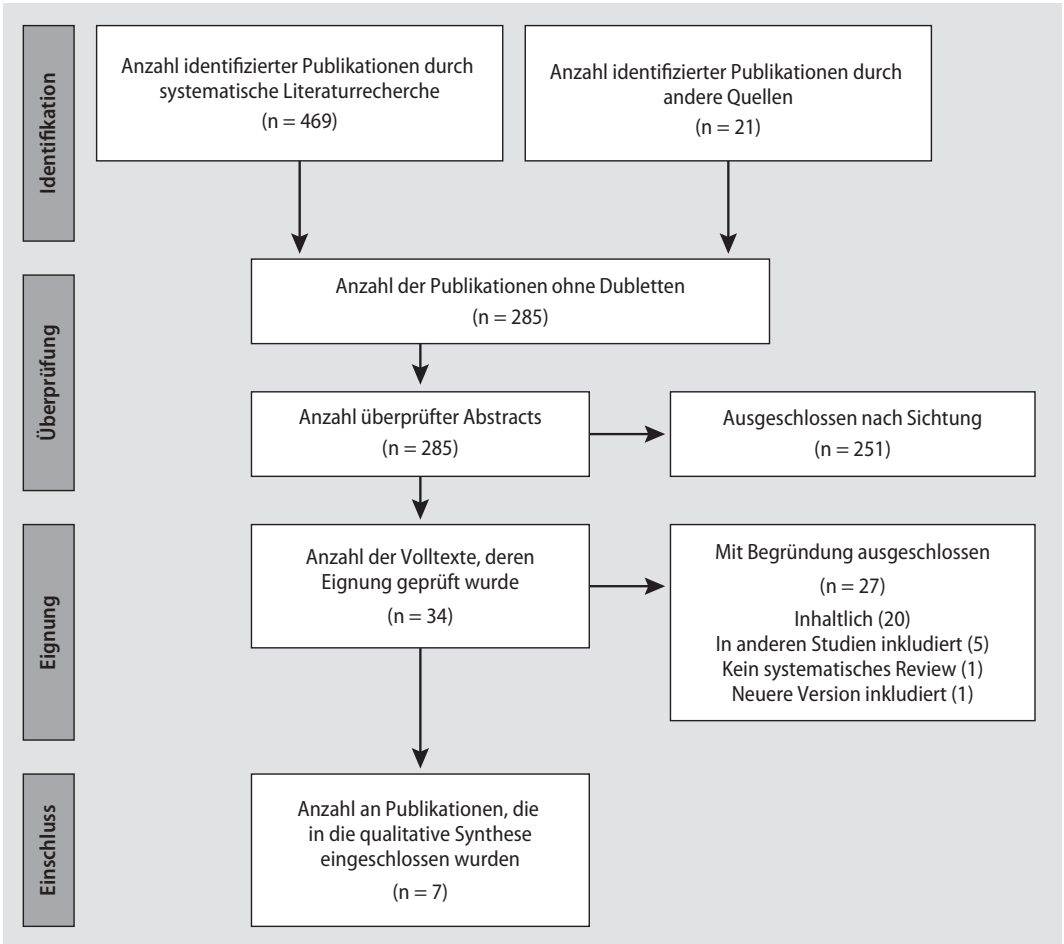 Identifikation
Anzahl identifizierter Publikationen durch
systematische Literaturrecherche
(n = 469)
Anzahl identifizierter Publikationen durch
andere Quellen
(n = 21)
Überprüfung
Anzahl der Publikationen ohne Dubletten
(n = 285)
Anzahl überprüfter Abstracts
(n = 285)
Ausgeschlossen nach Sichtung
(n = 251)
Eignung
Anzahl der Volltexte, deren
Eignung geprüft wurde
(n = 34)
Mit Begründung ausgeschlossen
(n = 27)
Inhaltlich (20)
In anderen Studien inkludiert (5)
Kein systematisches Review (1)
Neuere Version inkludiert (1)
Einschluss
Anzahl an Publikationen, die
in die qualitative Synthese
eingeschlossen wurden
(n = 7)